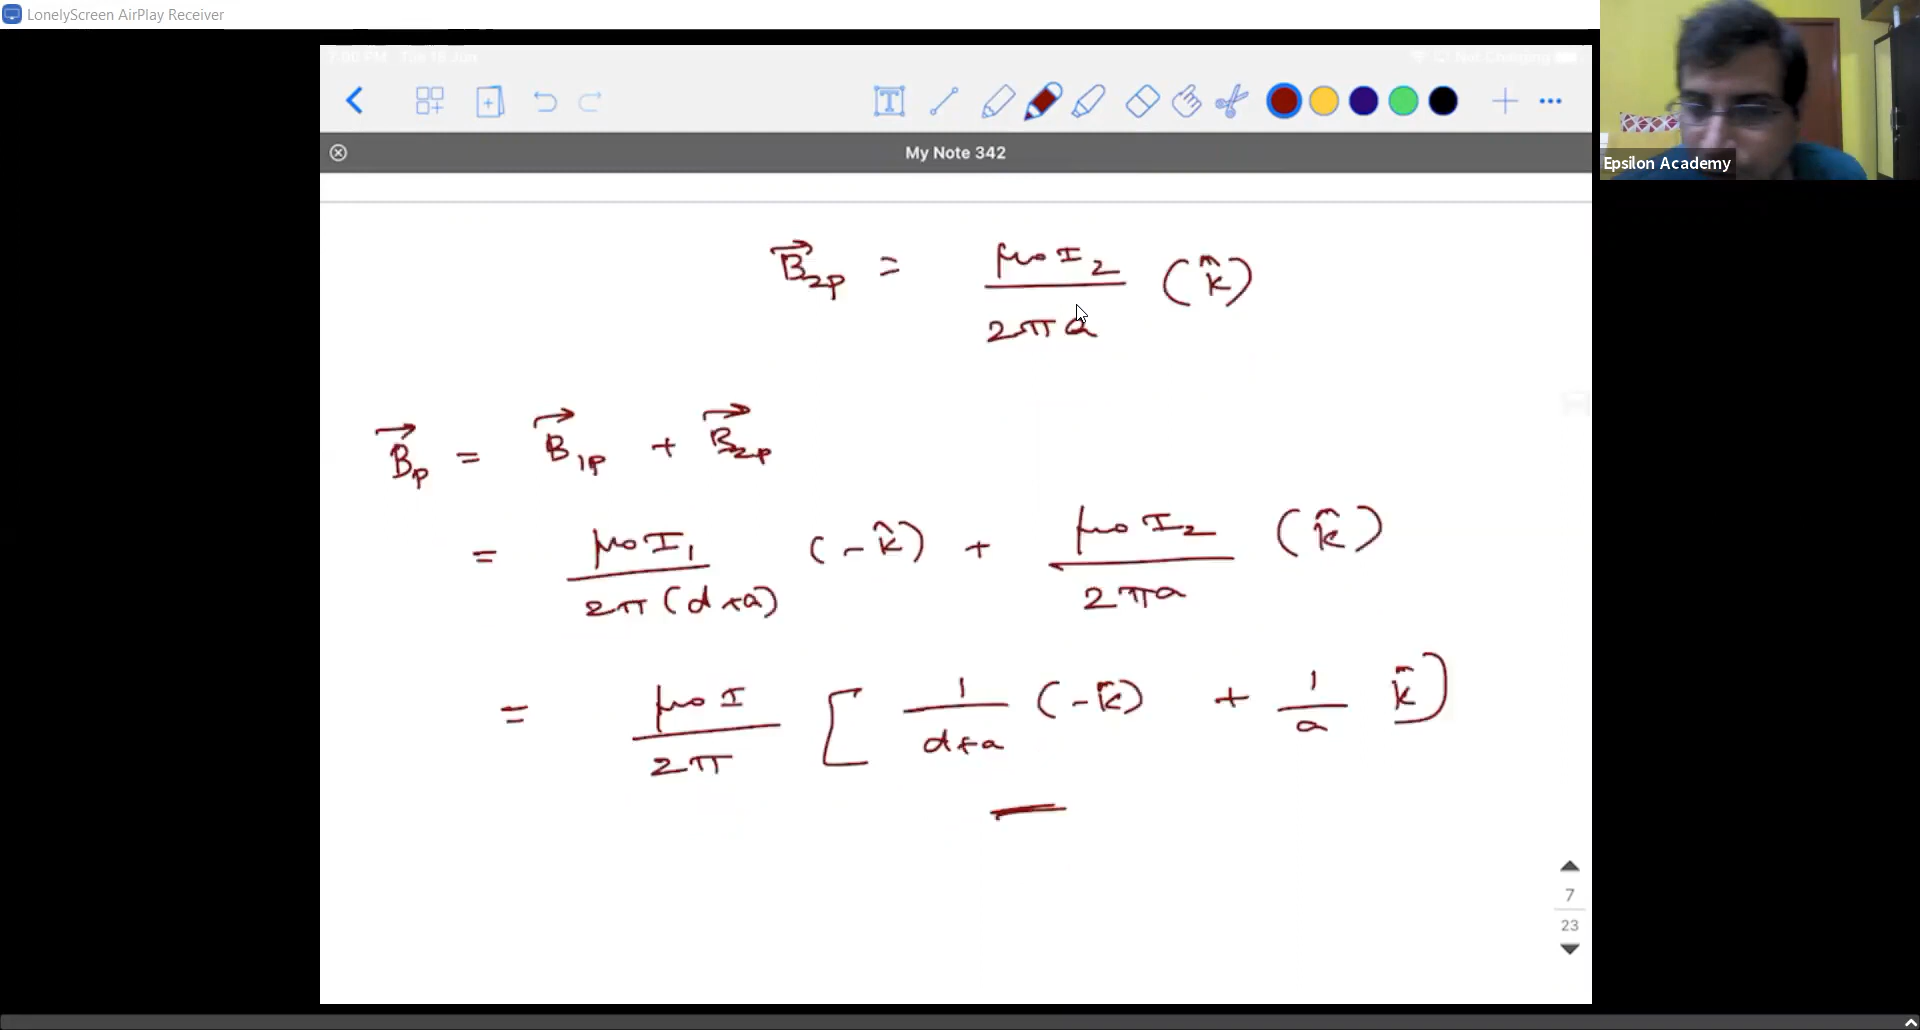 LonelyScreen AirPlay Receiver
My Note 342
Epsilon Academy
B⃗₂ₚ = μ₀I₂ / 2πa (k̂)
B⃗ₚ = B⃗₁ₚ + B⃗₂ₚ
= μ₀I₁ / 2π(d+a) (-k̂) + μ₀I₂ / 2πa (k̂)
= μ₀I / 2π [ 1 / d+a (-k̂) + 1 / a k̂ ]
7
23